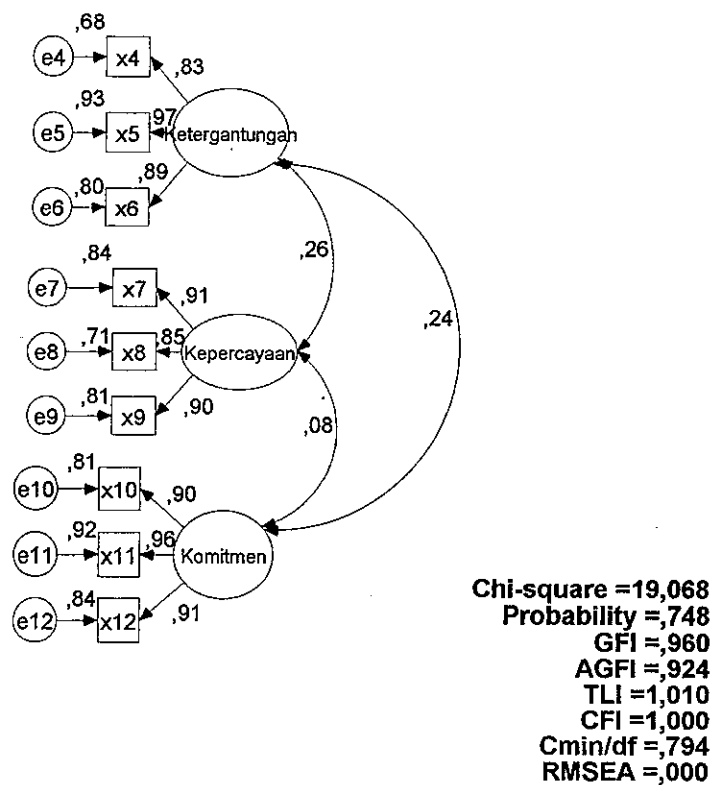 ,68
e4 x4 ,83
,93
e5 x5 ,97 Ketergantungan
,80 ,89
e6 x6
,26
,84
e7 x7 ,91
,24
,71 ,85
e8 x8 Kepercayaan
,81 ,90
e9 x9
,08
,81
e10 x10 ,90
,92 ,96
e11 x11 Komitmen
,84 ,91
e12 x12
Chi-square =19,068
Probability =,748
GFI =,960
AGFI =,924
TLI =1,010
CFI =1,000
Cmin/df =,794
RMSEA =,000